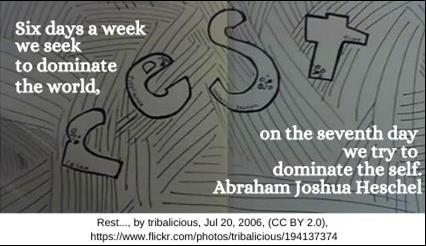 Six days a week
we seek
to dominate
the world,
rest
on the seventh day
we try to
dominate the self.
Abraham Joshua Heschel
Rest..., by tribalicious, Jul 20, 2006, (CC BY 2.0),
https://www.flickr.com/photos/tribalicious/194137374